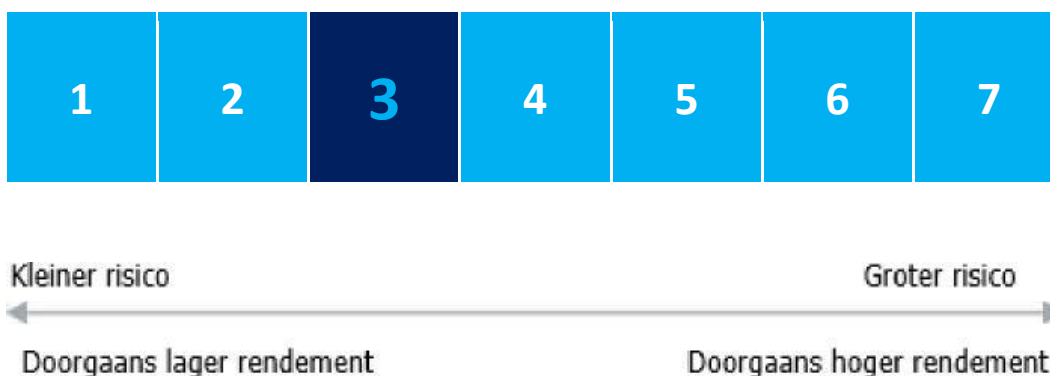 1 2 3 4 5 6 7
Kleiner risico Groter risico
Doorgaans lager rendement Doorgaans hoger rendement